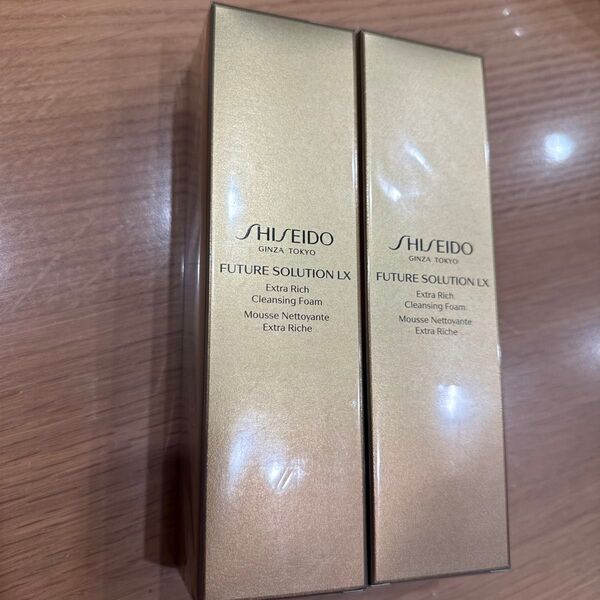 SHISEIDO
GINZA TOKYO
FUTURE SOLUTION LX
Extra Rich
Cleansing Foam
Mousse Nettoyante
Extra Riche
SHISEIDO
GINZA TOKYO
FUTURE SOLUTION LX
Extra Rich
Cleansing Foam
Mousse Nettoyante
Extra Riche